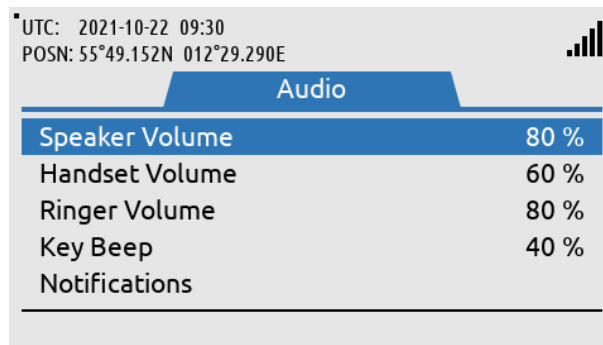 UTC: 2021-10-22 09:30
POSN: 55°49.152N 012°29.290E
Audio
Speaker Volume 80 %
Handset Volume 60 %
Ringer Volume 80 %
Key Beep 40 %
Notifications